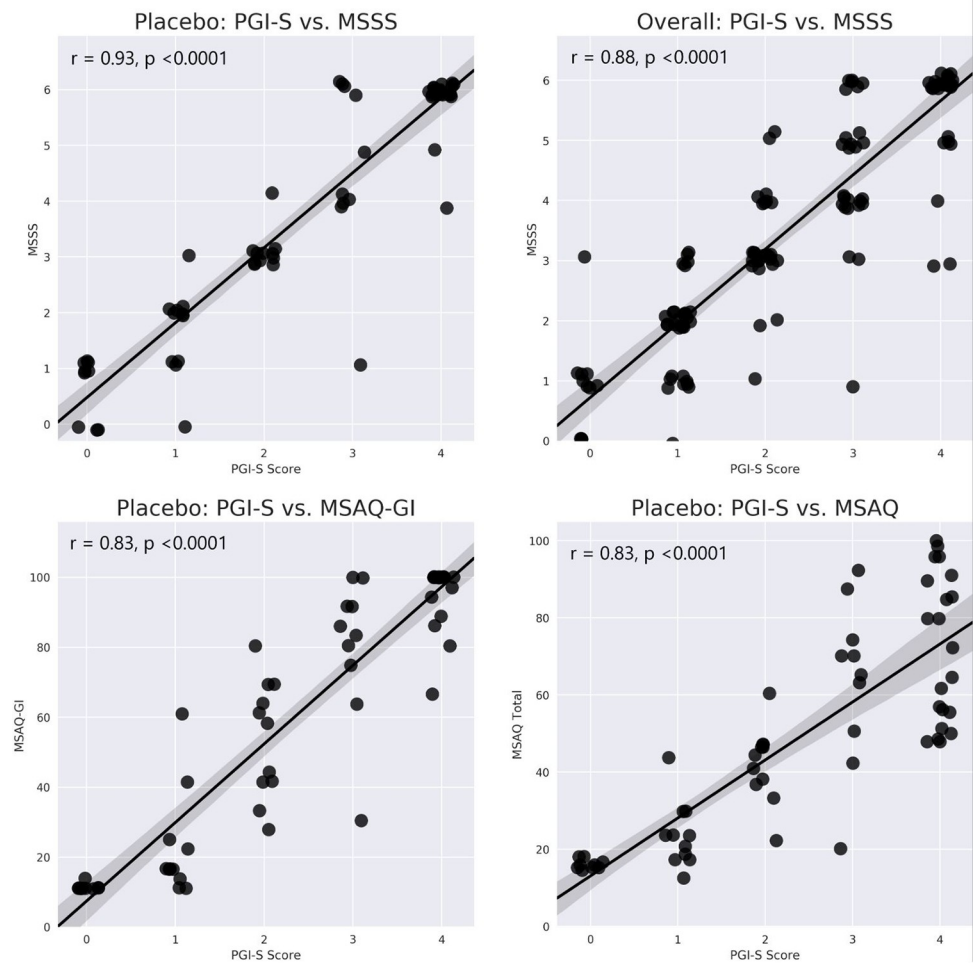 Placebo: PGI-S vs. MSSS
r = 0.93, p <0.0001
6
5
4
3
2
1
0
MSSS
0 1 2 3 4
PGI-S Score
Overall: PGI-S vs. MSSS
r = 0.88, p <0.0001
6
5
4
3
2
1
0
MSSS
0 1 2 3 4
PGI-S Score
Placebo: PGI-S vs. MSAQ-GI
r = 0.83, p <0.0001
100
80
60
40
20
0
MSAQ-GI
0 1 2 3 4
PGI-S Score
Placebo: PGI-S vs. MSAQ
r = 0.83, p <0.0001
100
80
60
40
20
0
MSAQ Total
0 1 2 3 4
PGI-S Score